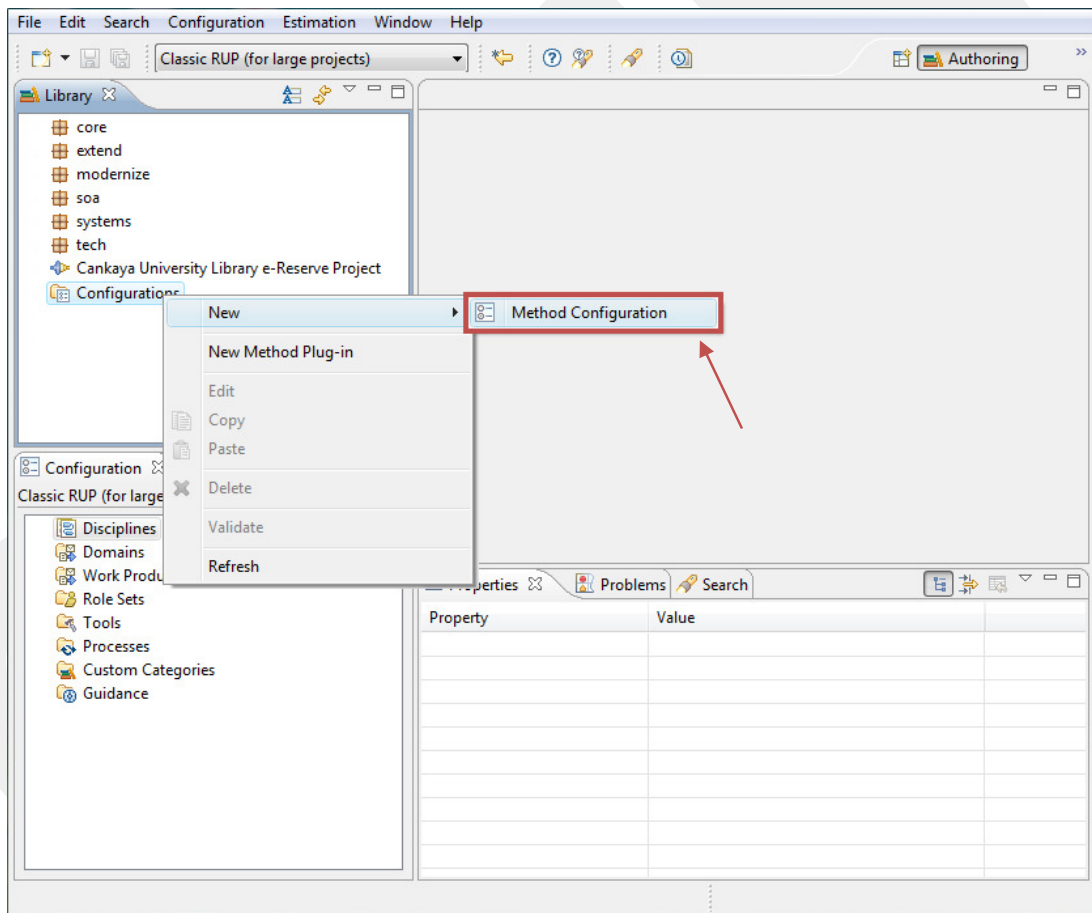 File Edit Search Configuration Estimation Window Help
Classic RUP (for large projects)
Authoring
Library
core
extend
modernize
soa
systems
tech
Cankaya University Library e-Reserve Project
Configurations
New
Method Configuration
New Method Plug-in
Edit
Copy
Paste
Delete
Validate
Refresh
Configuration
Classic RUP (for large
Disciplines
Domains
Work Produ
Role Sets
Tools
Processes
Custom Categories
Guidance
Properties Problems Search
Property Value